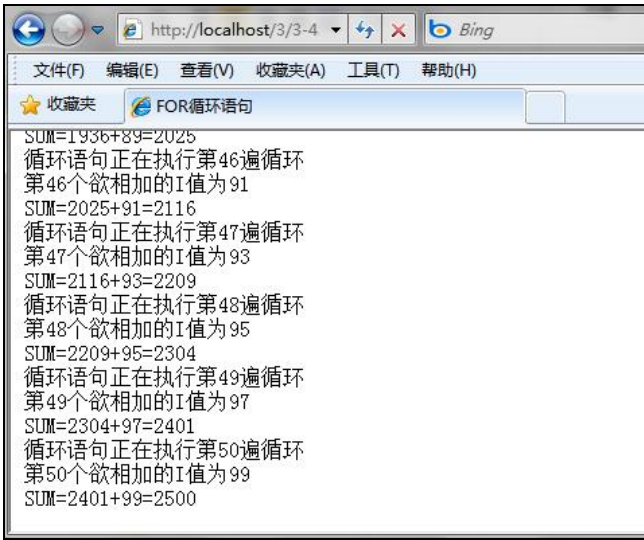 http://localhost/3/3-4
Bing
文件(F) 编辑(E) 查看(V) 收藏夹(A) 工具(T) 帮助(H)
收藏夹 FOR循环语句
SUM=1936+89=2025
循环语句正在执行第46遍循环
第46个欲相加的I值为91
SUM=2025+91=2116
循环语句正在执行第47遍循环
第47个欲相加的I值为93
SUM=2116+93=2209
循环语句正在执行第48遍循环
第48个欲相加的I值为95
SUM=2209+95=2304
循环语句正在执行第49遍循环
第49个欲相加的I值为97
SUM=2304+97=2401
循环语句正在执行第50遍循环
第50个欲相加的I值为99
SUM=2401+99=2500